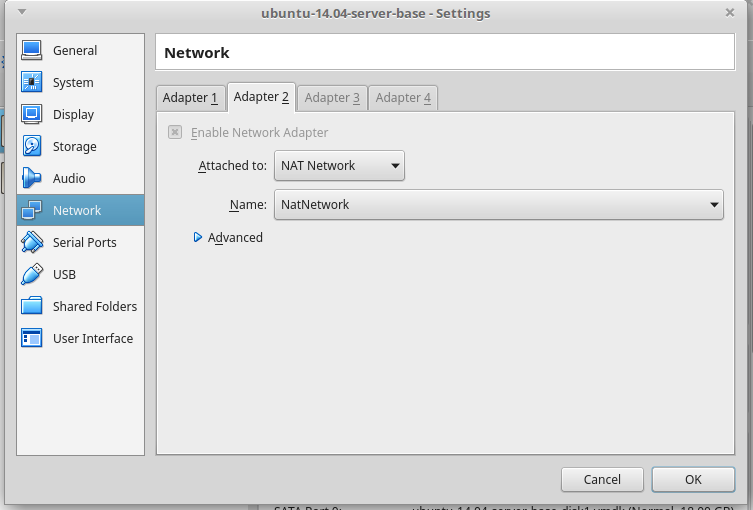 ubuntu-14.04-server-base - Settings
General
System
Display
Storage
Audio
Network
Serial Ports
USB
Shared Folders
User Interface
Network
Adapter 1
Adapter 2
Adapter 3
Adapter 4
Enable Network Adapter
Attached to:
NAT Network
Name:
NatNetwork
Advanced
Cancel
OK
SATA Port 0:
ubuntu-14.04-server-base-disk1.vmdk (Normal, 18.00 GB)